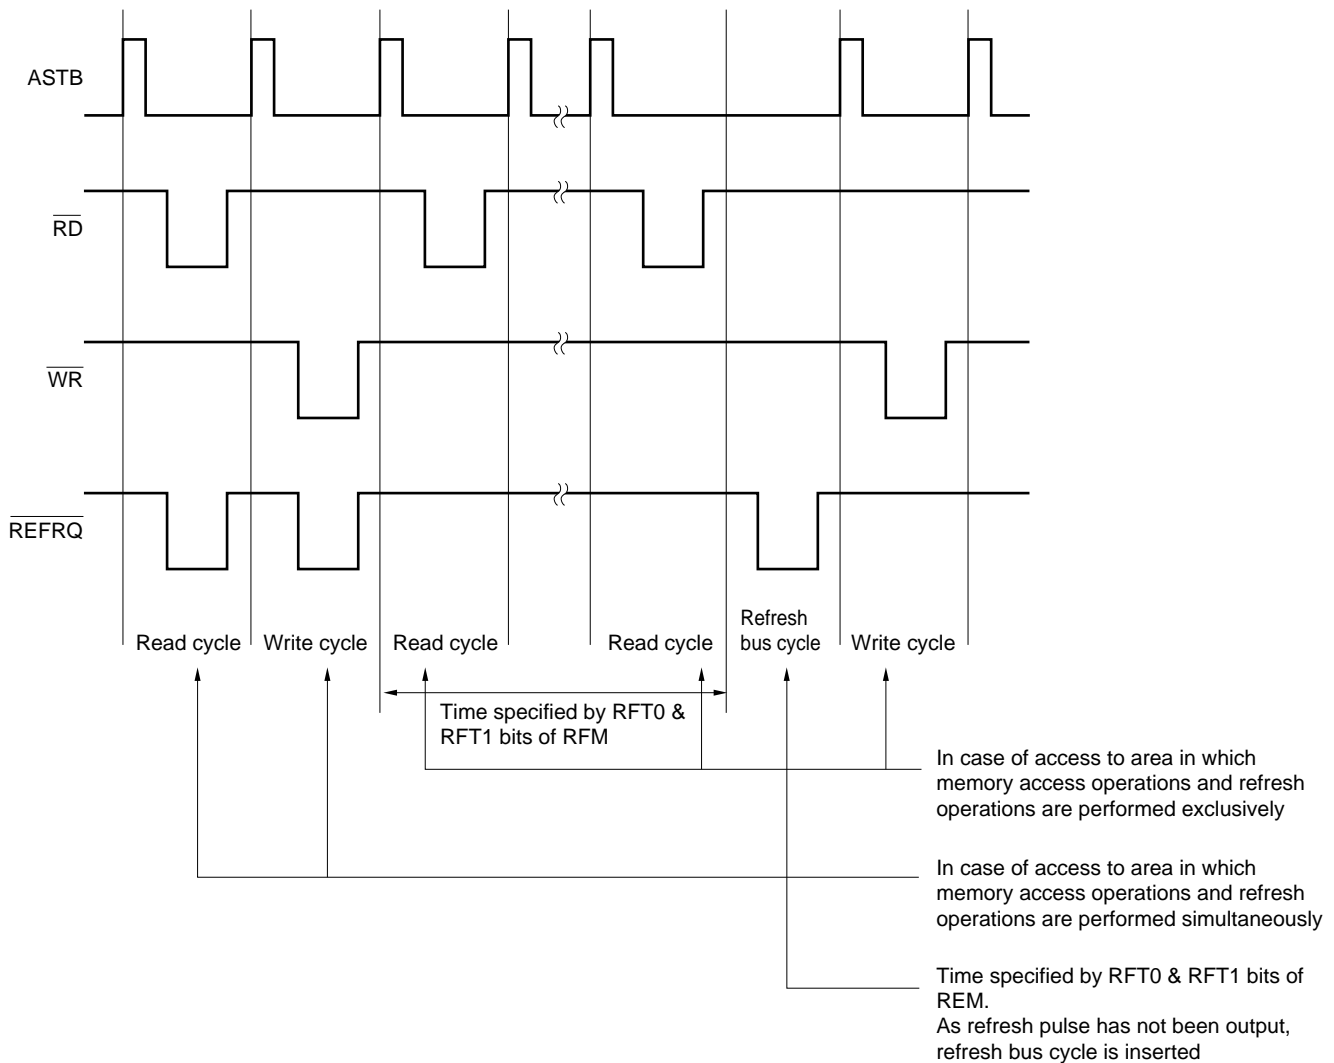 ASTB
RD
WR
REFRQ
Refresh
Read cycle Write cycle Read cycle Read cycle bus cycle Write cycle
Time specified by RFT0 &
RFT1 bits of RFM
In case of access to area in which
memory access operations and refresh
operations are performed exclusively
In case of access to area in which
memory access operations and refresh
operations are performed simultaneously
Time specified by RFT0 & RFT1 bits of
REM.
As refresh pulse has not been output,
refresh bus cycle is inserted